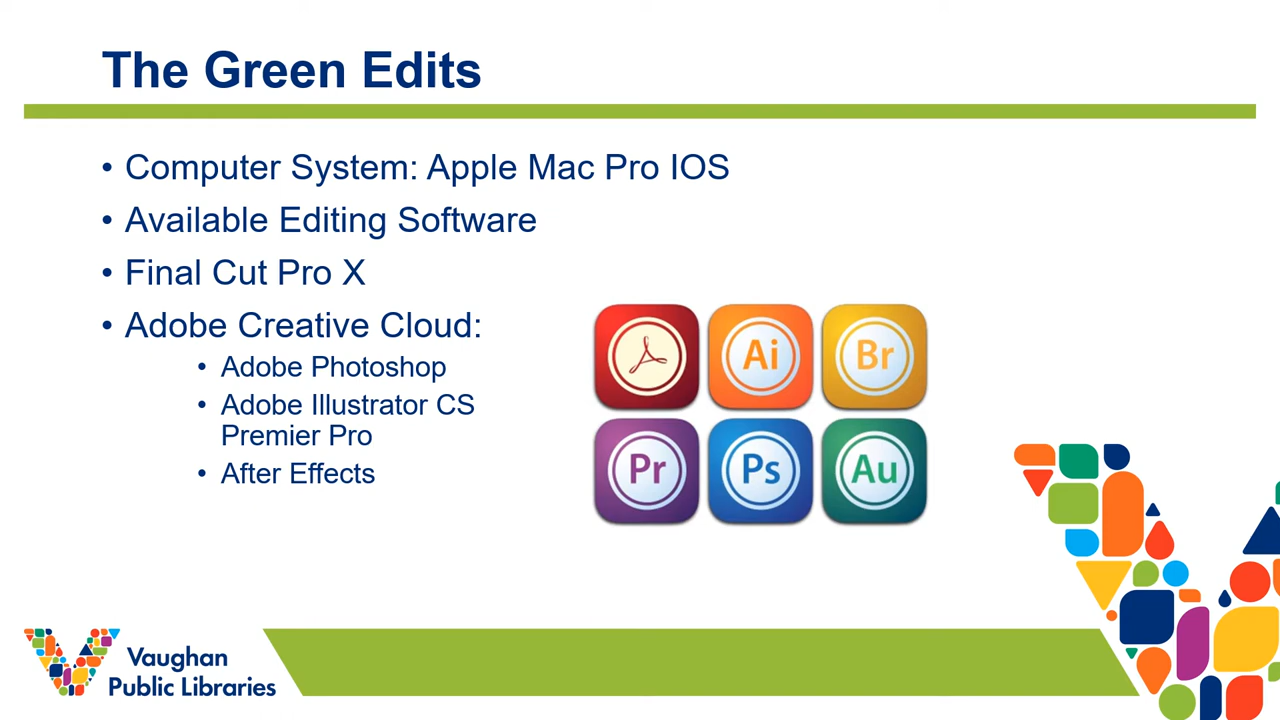 The Green Edits
• Computer System: Apple Mac Pro IOS
• Available Editing Software
• Final Cut Pro X
• Adobe Creative Cloud:
• Adobe Photoshop
• Adobe Illustrator CS
Premier Pro
• After Effects
Ai Br
Pr Ps Au
Vaughan
Public Libraries